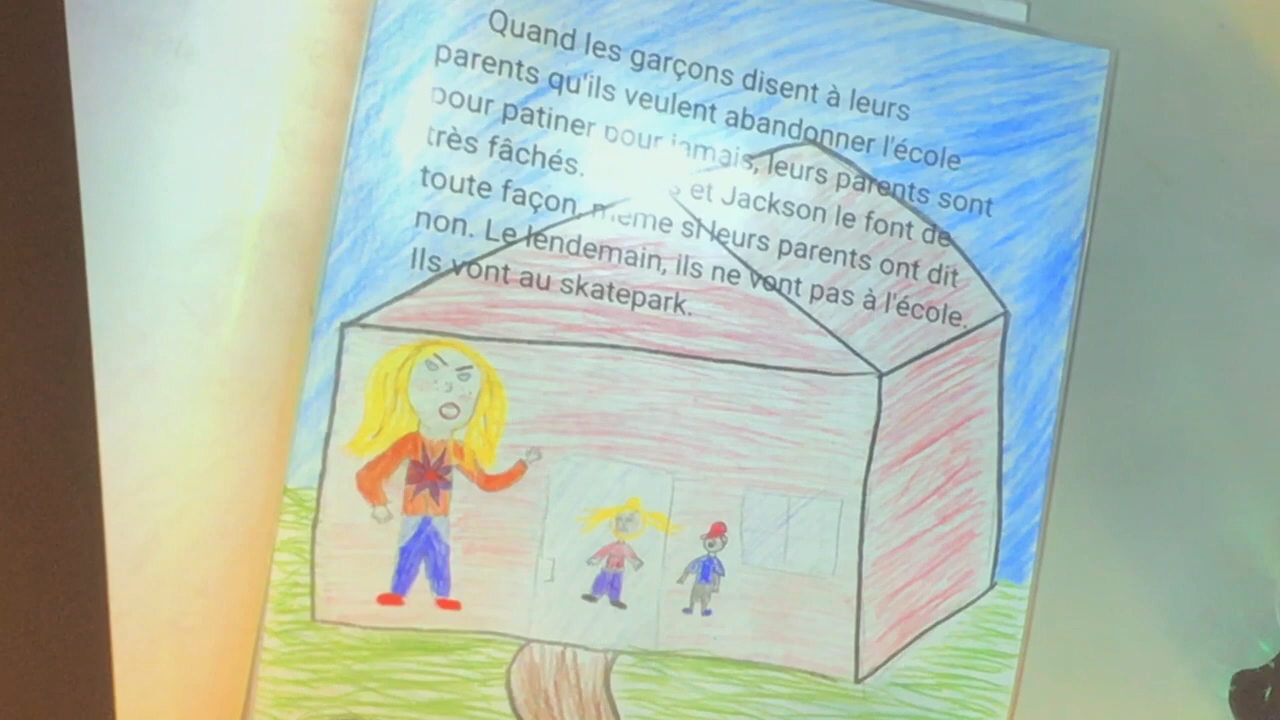 Quand les garçons disent à leurs
parents qu'ils veulent abandonner l'école
pour patiner pour jamais, leurs parents sont
très fâchés. et Jackson le font de
toute façon, même si leurs parents ont dit
non. Le lendemain, ils ne vont pas à l'école.
Ils vont au skatepark.